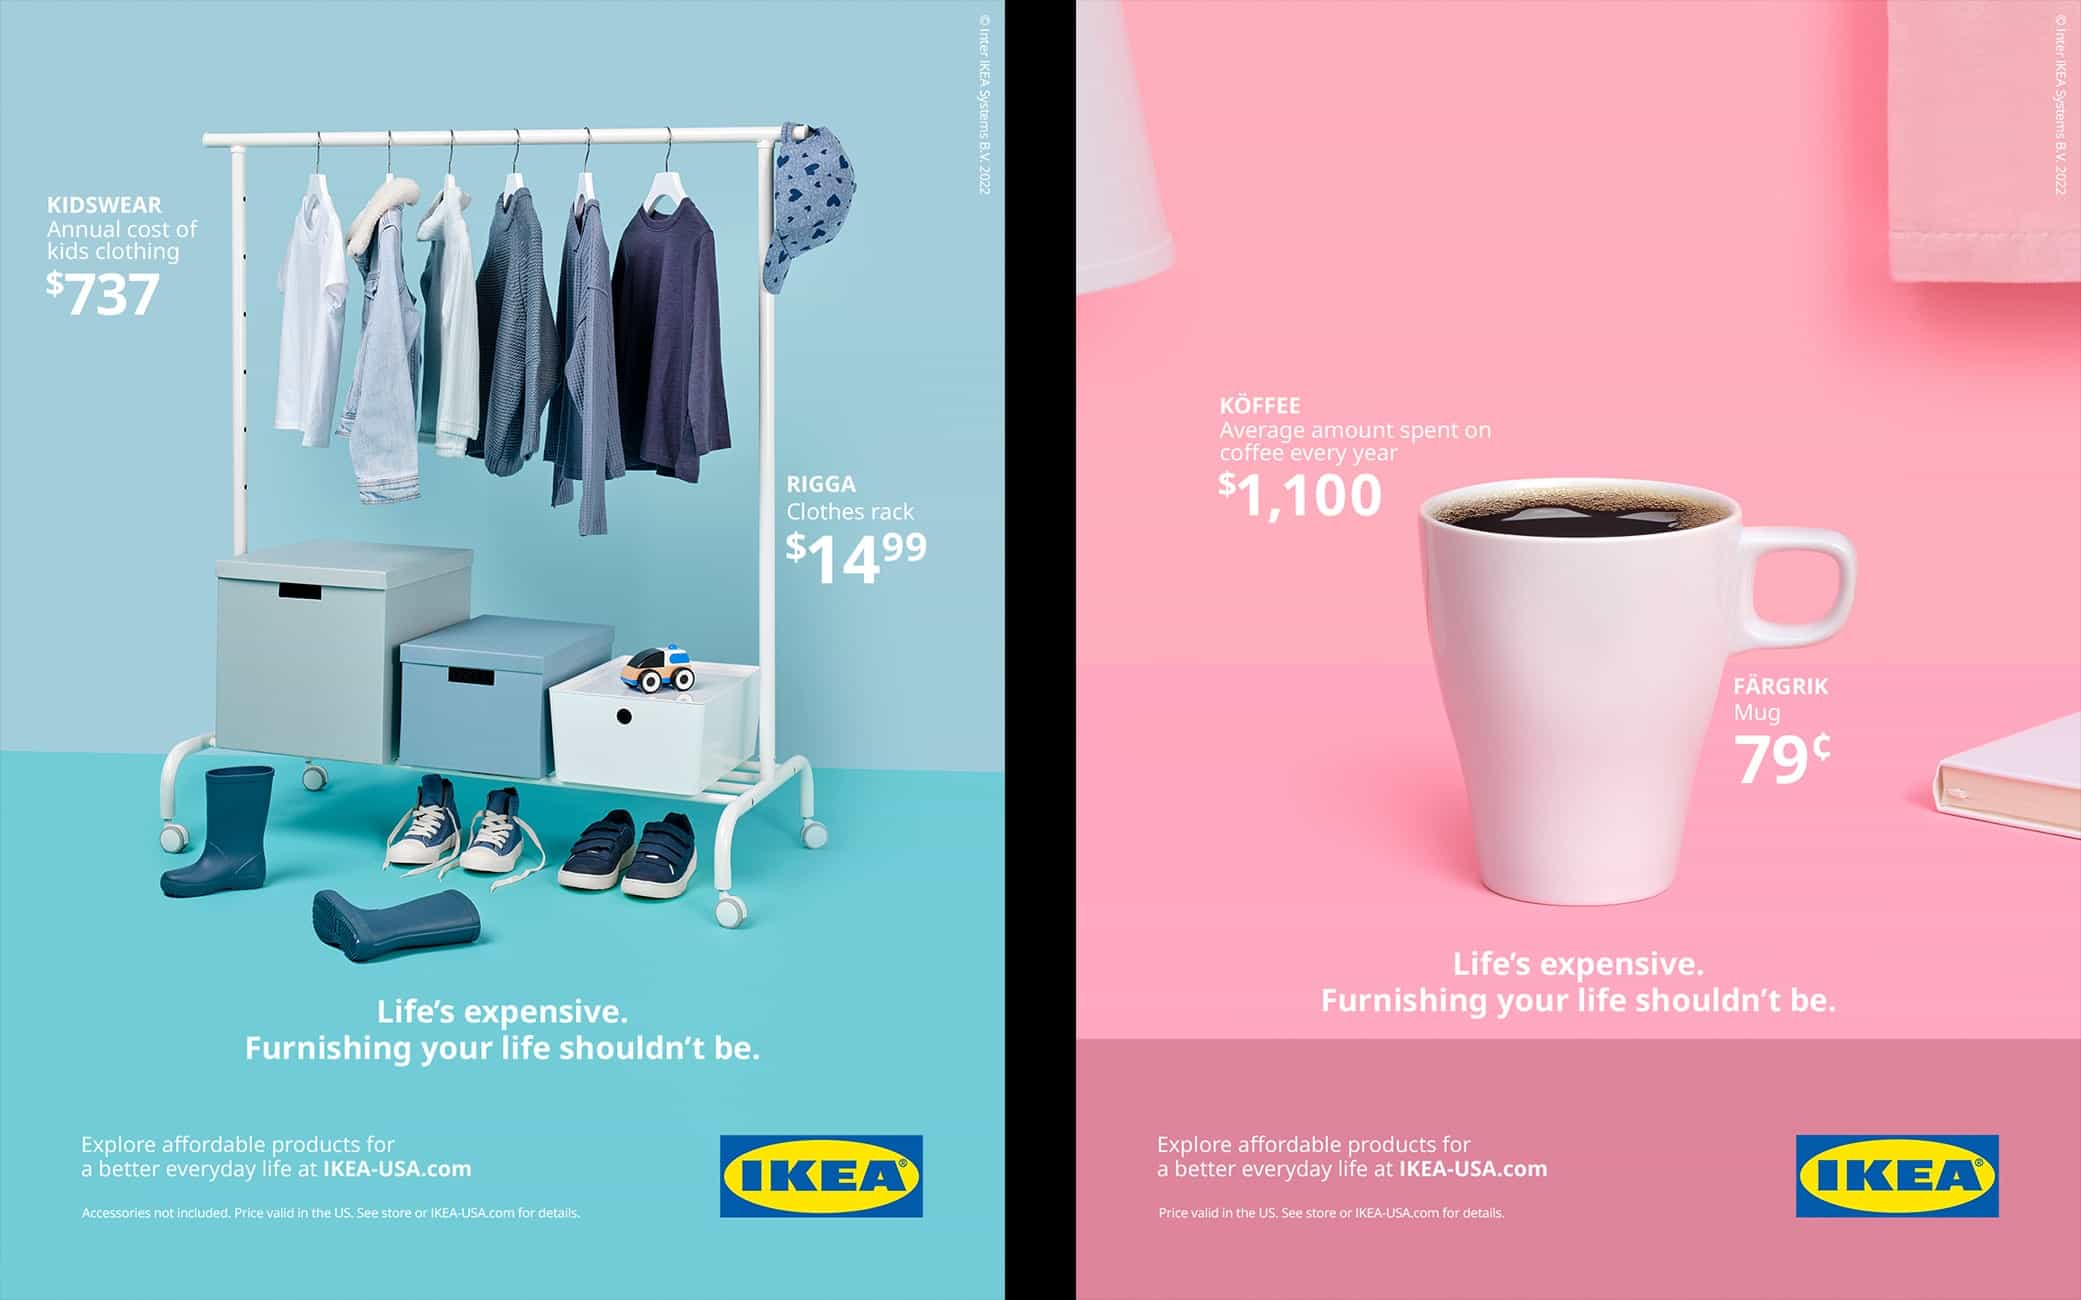 © Inter IKEA Systems B.V. 2022
KIDSWEAR
Annual cost of
kids clothing
$737
RIGGA
Clothes rack
$14⁹⁹
Life’s expensive.
Furnishing your life shouldn’t be.
Explore affordable products for
a better everyday life at IKEA-USA.com
Accessories not included. Price valid in the US. See store or IKEA-USA.com for details.
IKEA®
© Inter IKEA Systems B.V. 2022
KÖFFEE
Average amount spent on
coffee every year
$1,100
FÄRGRIK
Mug
79¢
Life’s expensive.
Furnishing your life shouldn’t be.
Explore affordable products for
a better everyday life at IKEA-USA.com
Price valid in the US. See store or IKEA-USA.com for details.
IKEA®